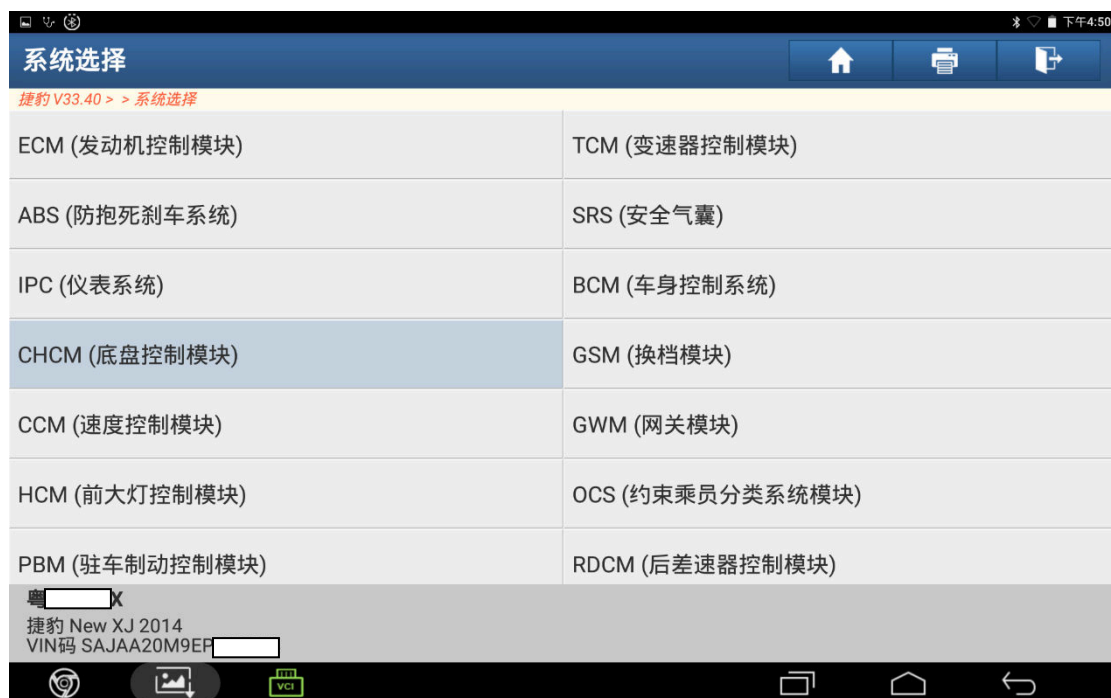 下午4:50
系统选择
捷豹 V33.40 > > 系统选择
ECM (发动机控制模块)
TCM (变速器控制模块)
ABS (防抱死刹车系统)
SRS (安全气囊)
IPC (仪表系统)
BCM (车身控制系统)
CHCM (底盘控制模块)
GSM (换档模块)
CCM (速度控制模块)
GWM (网关模块)
HCM (前大灯控制模块)
OCS (约束乘员分类系统模块)
PBM (驻车制动控制模块)
RDCM (后差速器控制模块)
粤 X
捷豹 New XJ 2014
VIN码 SAJAA20M9EP
VCI